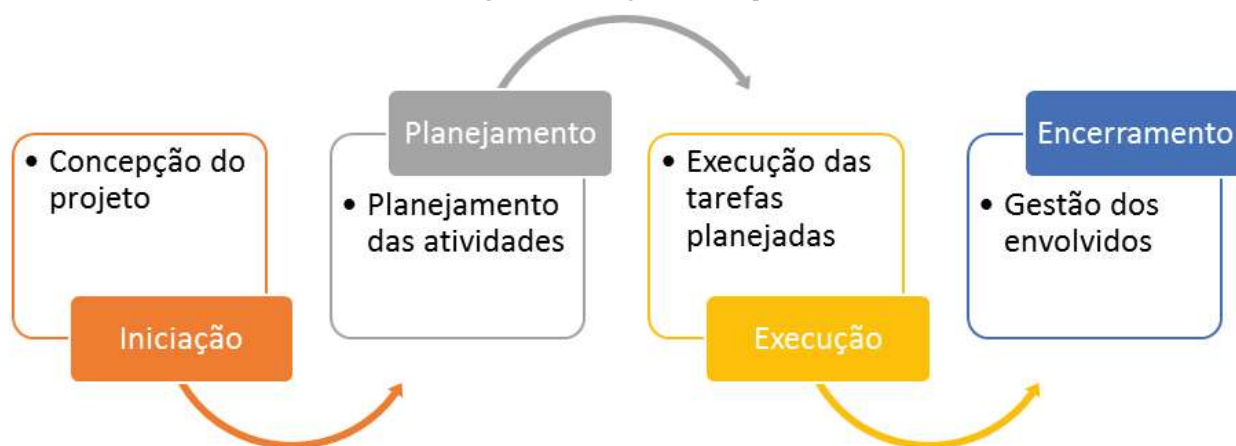 • Concepção do
projeto
Iniciação
Planejamento
• Planejamento
das atividades
• Execução das
tarefas
planejadas
Execução
Encerramento
• Gestão dos
envolvidos